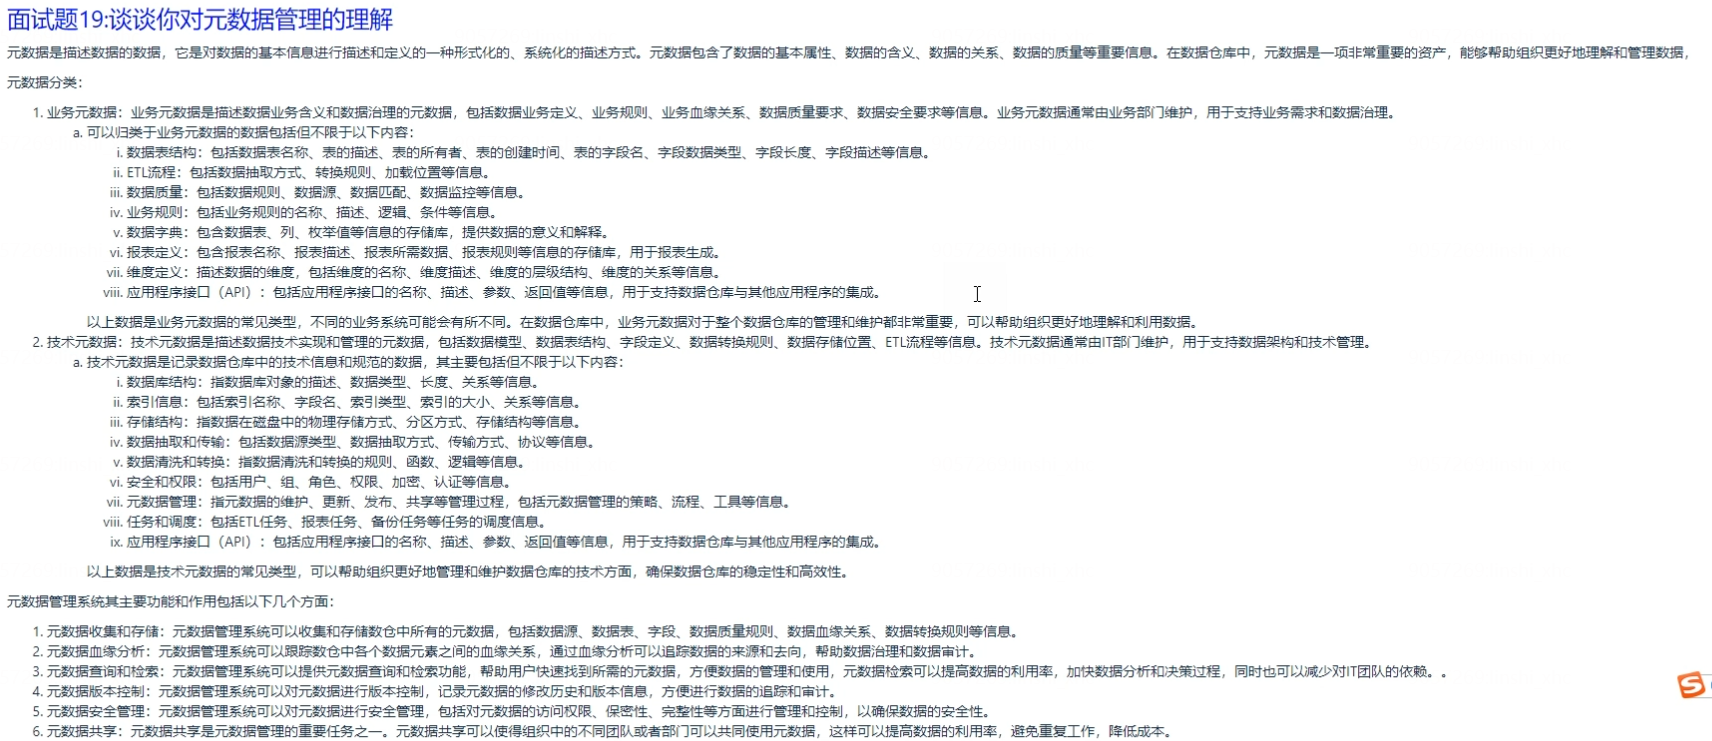 面试题19:谈谈你对元数据管理的理解
元数据是描述数据的数据，它是对数据的基本信息进行描述和定义的一种形式化的、系统化的描述方式。元数据包含了数据的基本属性、数据的含义、数据的关系、数据的质量等重要信息。在数据仓库中，元数据是一项非常重要的资产，能够帮助组织更好地理解和管理数据，
元数据分类：
1. 业务元数据：业务元数据是描述数据业务含义和数据治理的元数据，包括数据业务定义、业务规则、业务血缘关系、数据质量要求、数据安全要求等信息。业务元数据通常由业务部门维护，用于支持业务需求和数据治理。
a. 可以归类于业务元数据的数据包括但不限于以下内容：
i. 数据表结构：包括数据表名称、表的描述、表的所有者、表的创建时间、表的字段名、字段数据类型、字段长度、字段描述等信息。
ii. ETL流程：包括数据抽取方式、转换规则、加载位置等信息。
iii. 数据质量：包括数据规则、数据源、数据匹配、数据监控等信息。
iv. 业务规则：包括业务规则的名称、描述、逻辑、条件等信息。
v. 数据字典：包含数据表、列、枚举值等信息的存储库，提供数据的意义和解释。
vi. 报表定义：包含报表名称、报表描述、报表所需数据、报表规则等信息的存储库，用于报表生成。
vii. 维度定义：描述数据的维度，包括维度的名称、维度描述、维度的层级结构、维度的关系等信息。
viii. 应用程序接口（API）：包括应用程序接口的名称、描述、参数、返回值等信息，用于支持数据仓库与其他应用程序的集成。
以上数据是业务元数据的常见类型，不同的业务系统可能会有所不同。在数据仓库中，业务元数据对于整个数据仓库的管理和维护都非常重要，可以帮助组织更好地理解和利用数据。
2. 技术元数据：技术元数据是描述数据技术实现和管理的元数据，包括数据模型、数据表结构、字段定义、数据转换规则、数据存储位置、ETL流程等信息。技术元数据通常由IT部门维护，用于支持数据架构和技术管理。
a. 技术元数据是记录数据仓库中的技术信息和规范的数据，其主要包括但不限于以下内容：
i. 数据库结构：指数据库对象的描述、数据类型、长度、关系等信息。
ii. 索引信息：包括索引名称、字段名、索引类型、索引的大小、关系等信息。
iii. 存储结构：指数据在磁盘中的物理存储方式、分区方式、存储结构等信息。
iv. 数据抽取和传输：包括数据源类型、数据抽取方式、传输方式、协议等信息。
v. 数据清洗和转换：指数据清洗和转换的规则、函数、逻辑等信息。
vi. 安全和权限：包括用户、组、角色、权限、加密、认证等信息。
vii. 元数据管理：指元数据的维护、更新、发布、共享等管理过程，包括元数据管理的策略、流程、工具等信息。
viii. 任务和调度：包括ETL任务、报表任务、备份任务等任务的调度信息。
ix. 应用程序接口（API）：包括应用程序接口的名称、描述、参数、返回值等信息，用于支持数据仓库与其他应用程序的集成。
以上数据是技术元数据的常见类型，可以帮助组织更好地管理和维护数据仓库的技术方面，确保数据仓库的稳定性和高效性。
元数据管理系统其主要功能和作用包括以下几个方面：
1. 元数据收集和存储：元数据管理系统可以收集和存储数仓中所有的元数据，包括数据源、数据表、字段、数据质量规则、数据血缘关系、数据转换规则等信息。
2. 元数据血缘分析：元数据管理系统可以跟踪数仓中各个数据元素之间的血缘关系，通过血缘分析可以追踪数据的来源和去向，帮助数据治理和数据审计。
3. 元数据查询和检索：元数据管理系统可以提供元数据查询和检索功能，帮助用户快速找到所需的元数据，方便数据的管理和使用，元数据检索可以提高数据的利用率，加快数据分析和决策过程，同时也可以减少对IT团队的依赖。。
4. 元数据版本控制：元数据管理系统可以对元数据进行版本控制，记录元数据的修改历史和版本信息，方便进行数据的追踪和审计。
5. 元数据安全管理：元数据管理系统可以对元数据进行安全管理，包括对元数据的访问权限、保密性、完整性等方面进行管理和控制，以确保数据的安全性。
6. 元数据共享：元数据共享是元数据管理的重要任务之一。元数据共享可以使得组织中的不同团队或者部门可以共同使用元数据，这样可以提高数据的利用率，避免重复工作，降低成本。